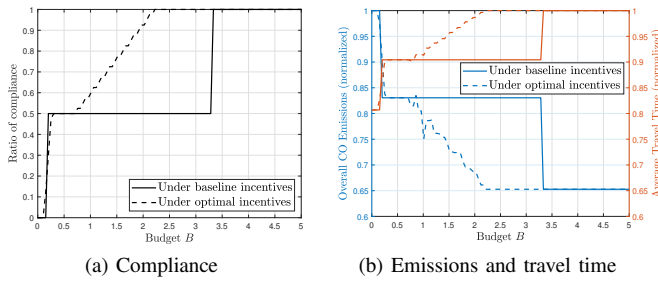 Ratio of compliance
1
0.9
0.8
0.7
0.6
0.5
0.4
0.3
0.2
0.1
0
0 0.5 1 1.5 2 2.5 3 3.5 4 4.5 5
Budget B
Under baseline incentives
Under optimal incentives
(a) Compliance
Overall CO Emissions (normalized)
1
0.95
0.9
0.85
0.8
0.75
0.7
0.65
0.6
0 0.5 1 1.5 2 2.5 3 3.5 4 4.5 5
Budget B
Under baseline incentives
Under optimal incentives
1
0.95
0.9
0.85
0.8
0.75
0.7
0.65
0.6
Average Travel Time (normalized)
(b) Emissions and travel time